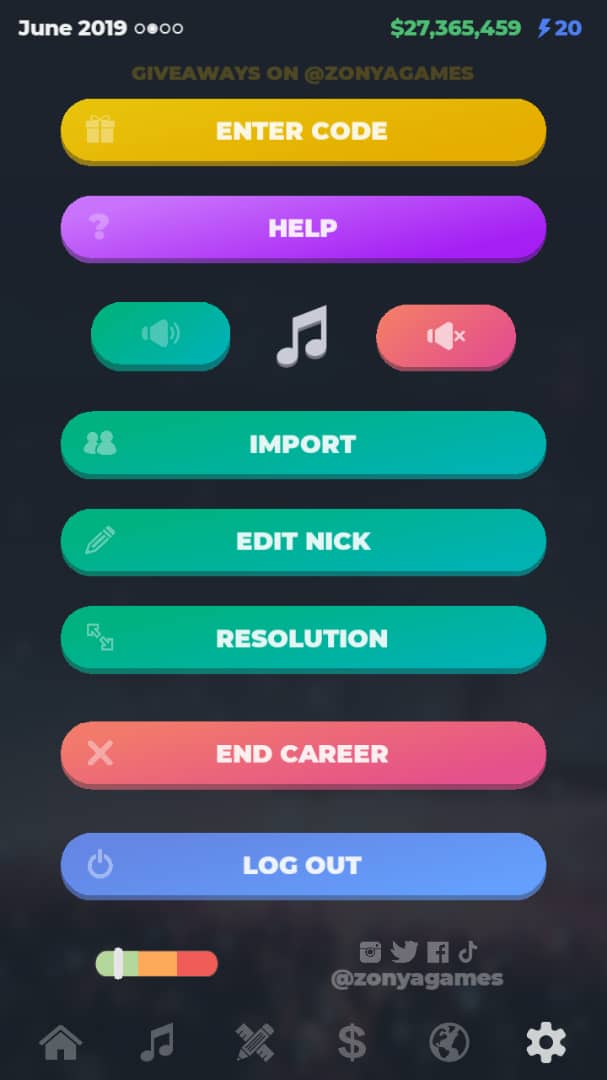 June 2019 $27,365,459 20
GIVEAWAYS ON @ZONYAGAMES
ENTER CODE
HELP
IMPORT
EDIT NICK
RESOLUTION
END CAREER
LOG OUT
@zonyagames